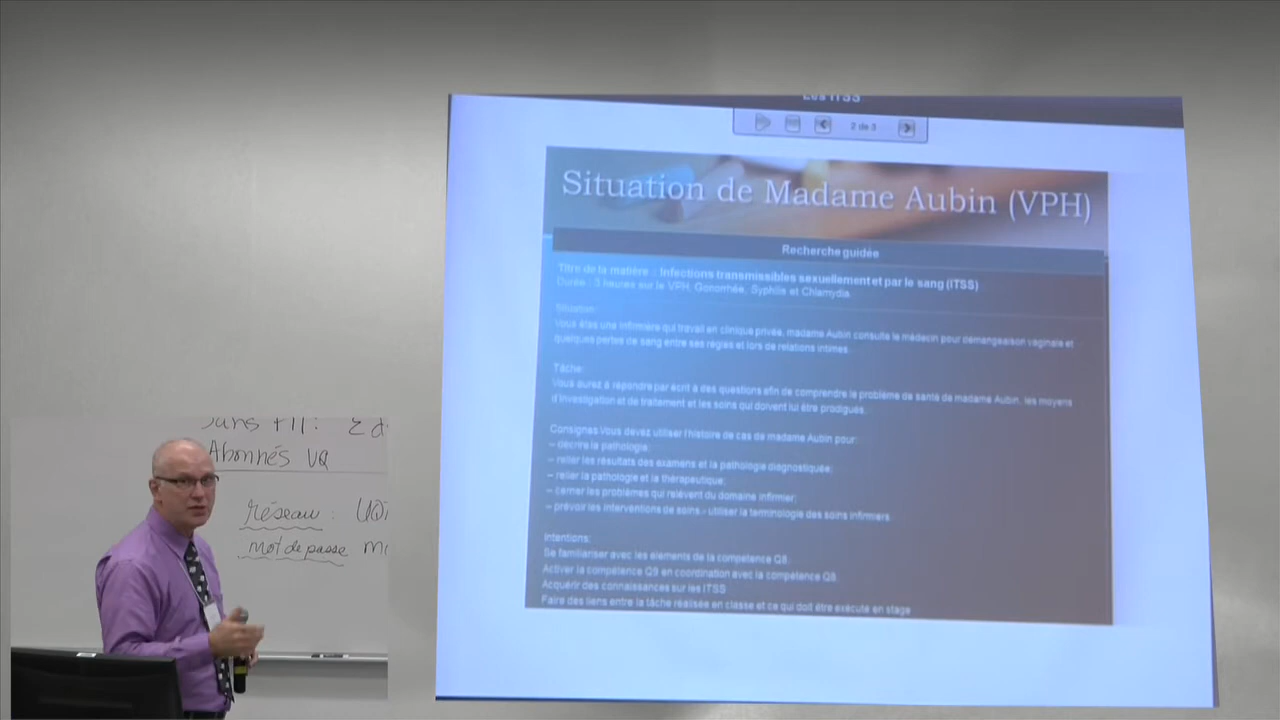 Les ITSS
2 de 3
Situation de Madame Aubin (VPH)
Recherche guidée
Titre de la matière : Infections transmissibles sexuellement et par le sang (ITSS)
Durée : 3 heures sur le VPH, Gonorrhée, Syphilis et Chlamydia.
Situation:
Vous êtes une infirmière qui travail en clinique privée, madame Aubin consulte le médecin pour démangeaison vaginale et
quelques pertes de sang entre ses règles et lors de relations intimes.
Tâche:
Vous aurez à répondre par écrit à des questions afin de comprendre le problème de santé de madame Aubin, les moyens
d'investigation et de traitement et les soins qui doivent lui être prodigués.
Consignes Vous devez utiliser l'histoire de cas de madame Aubin pour:
– décrire la pathologie;
– relier les résultats des examens et la pathologie diagnostiquée;
– relier la pathologie et la thérapeutique;
– cerner les problèmes qui relèvent du domaine infirmier;
– prévoir les interventions de soins.- utiliser la terminologie des soins infirmiers.
Intentions:
Se familiariser avec les éléments de la compétence Q8.
Activer la compétence Q9 en coordination avec la compétence Q8.
Acquérir des connaissances sur les ITSS
Faire des liens entre la tâche réalisée en classe et ce qui doit être exécuté en stage
sans fil :
Abonnés UQ
réseau :
mot de passe